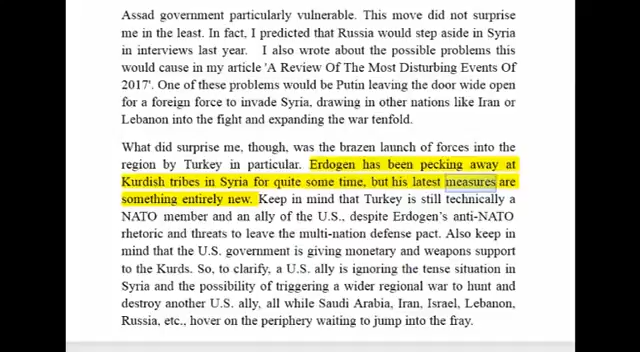 Assad government particularly vulnerable. This move did not surprise
me in the least. In fact, I predicted that Russia would step aside in Syria
in interviews last year. I also wrote about the possible problems this
would cause in my article 'A Review Of The Most Disturbing Events Of
2017'. One of these problems would be Putin leaving the door wide open
for a foreign force to invade Syria, drawing in other nations like Iran or
Lebanon into the fight and expanding the war tenfold.
What did surprise me, though, was the brazen launch of forces into the
region by Turkey in particular. Erdogen has been pecking away at
Kurdish tribes in Syria for quite some time, but his latest measures are
something entirely new. Keep in mind that Turkey is still technically a
NATO member and an ally of the U.S., despite Erdogen's anti-NATO
rhetoric and threats to leave the multi-nation defense pact. Also keep in
mind that the U.S. government is giving monetary and weapons support
to the Kurds. So, to clarify, a U.S. ally is ignoring the tense situation in
Syria and the possibility of triggering a wider regional war to hunt and
destroy another U.S. ally, all while Saudi Arabia, Iran, Israel, Lebanon,
Russia, etc., hover on the periphery waiting to jump into the fray.